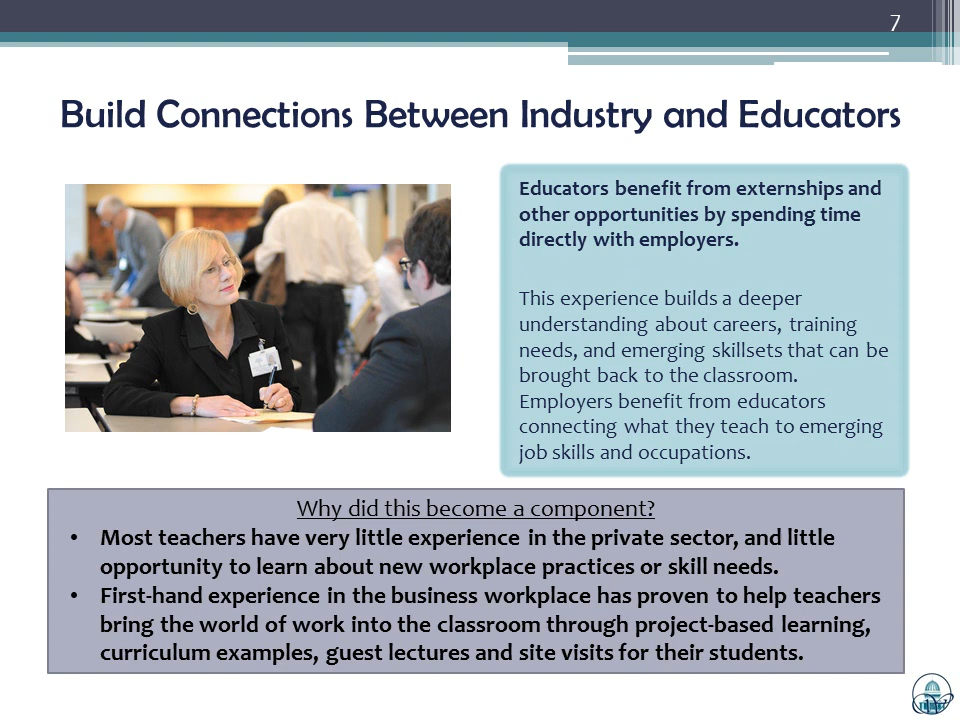 7
Build Connections Between Industry and Educators
Educators benefit from externships and
other opportunities by spending time
directly with employers.
This experience builds a deeper
understanding about careers, training
needs, and emerging skillsets that can be
brought back to the classroom.
Employers benefit from educators
connecting what they teach to emerging
job skills and occupations.
Why did this become a component?
• Most teachers have very little experience in the private sector, and little
opportunity to learn about new workplace practices or skill needs.
• First-hand experience in the business workplace has proven to help teachers
bring the world of work into the classroom through project-based learning,
curriculum examples, guest lectures and site visits for their students.